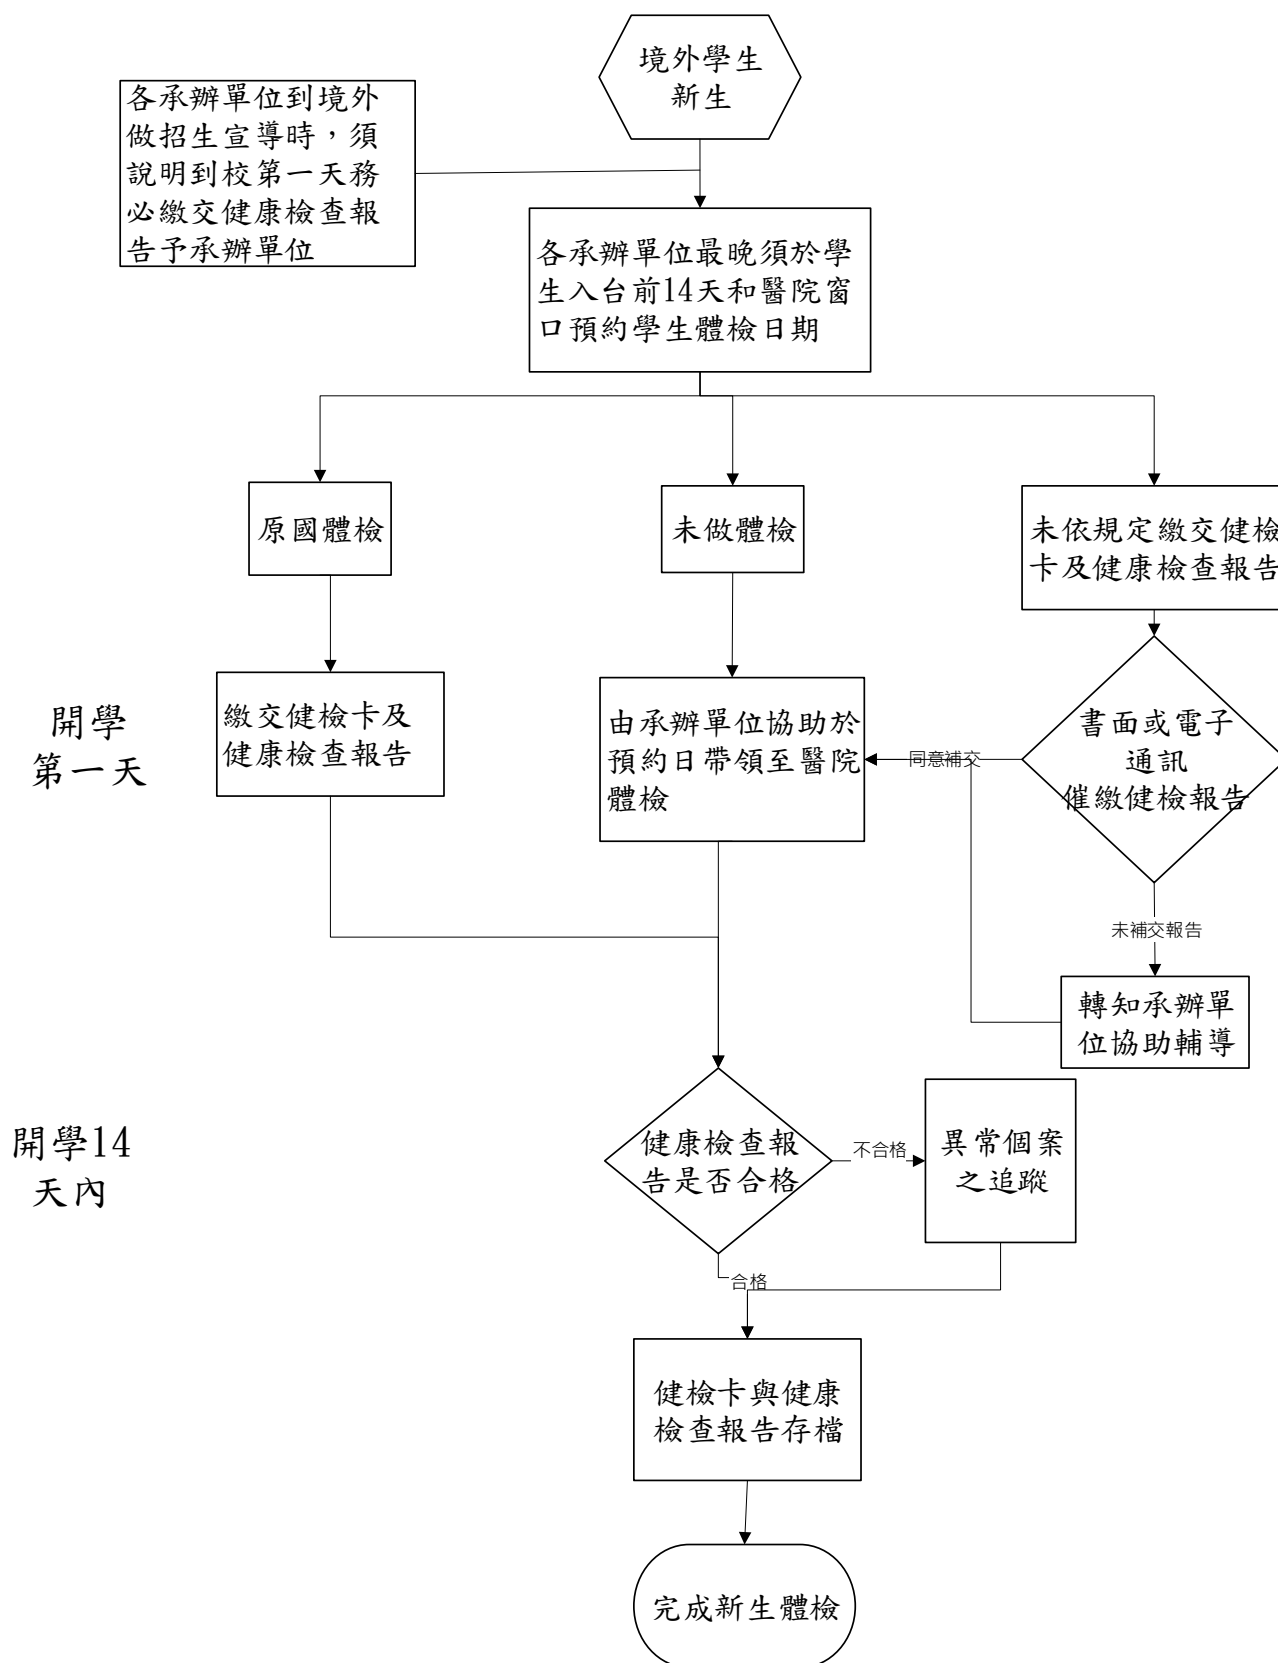 境外學生
新生
各承辦單位到境外
做招生宣導時，須
說明到校第一天務
必繳交健康檢查報
告予承辦單位
各承辦單位最晚須於學
生入台前14天和醫院窗
口預約學生體檢日期
原國體檢
未做體檢
未依規定繳交健檢
卡及健康檢查報告
開學
第一天
繳交健檢卡及
健康檢查報告
由承辦單位協助於
預約日帶領至醫院
體檢
同意補交
書面或電子
通訊
催繳健檢報告
未補交報告
轉知承辦單
位協助輔導
開學14
天內
健康檢查報
告是否合格
不合格
異常個案
之追蹤
合格
健檢卡與健康
檢查報告存檔
完成新生體檢